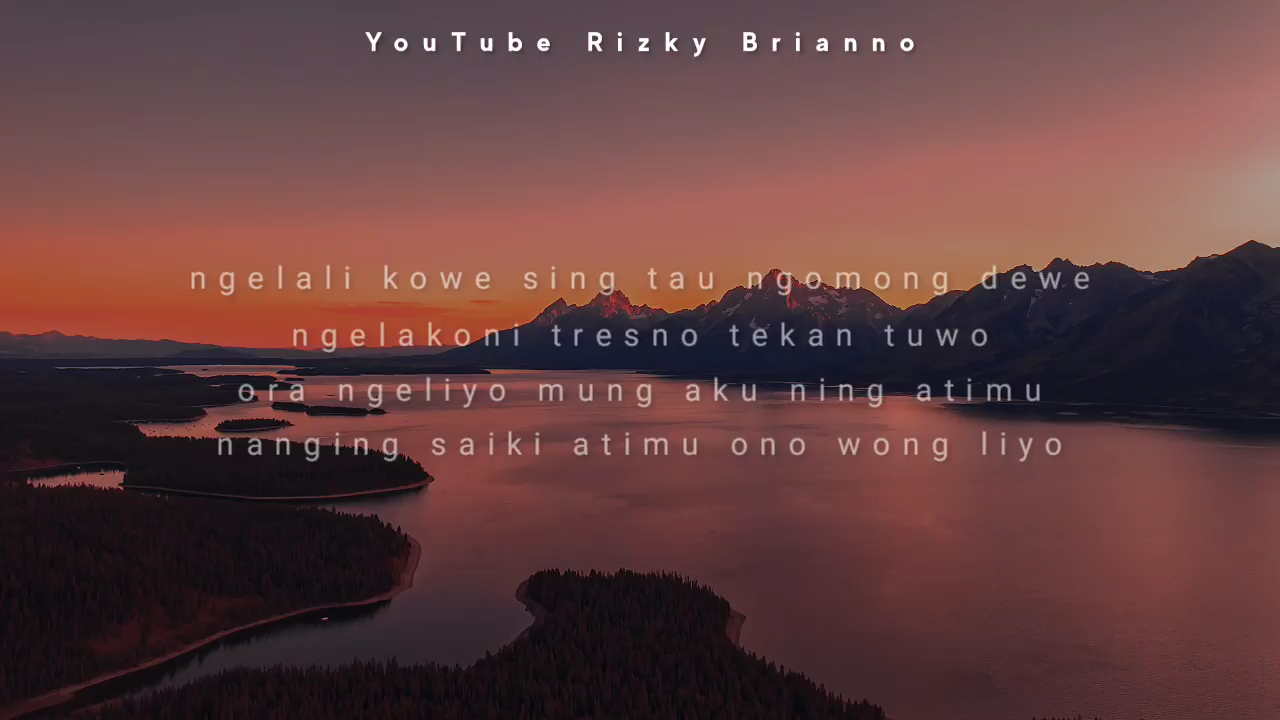 YouTube Rizky Brianno
ngelali kowe sing tau ngomong dewe
ngelakoni tresno tekan tuwo
ora ngeliyo mung aku ning atimu
nanging saiki atimu ono wong liyo